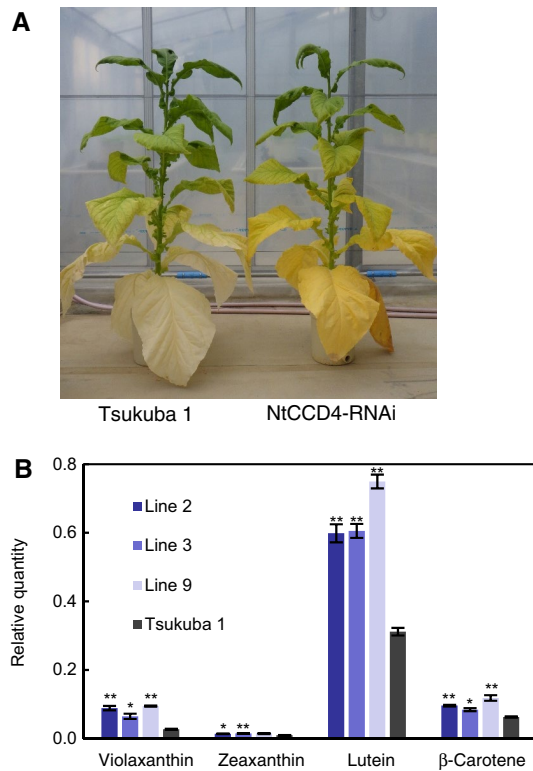 A
Tsukuba 1 NtCCD4-RNAi
B
Relative quantity
0.8
0.6
0.4
0.2
0.0
Line 2
Line 3
Line 9
Tsukuba 1
** * **
* **
** ** **
** * **
Violaxanthin Zeaxanthin Lutein β-Carotene